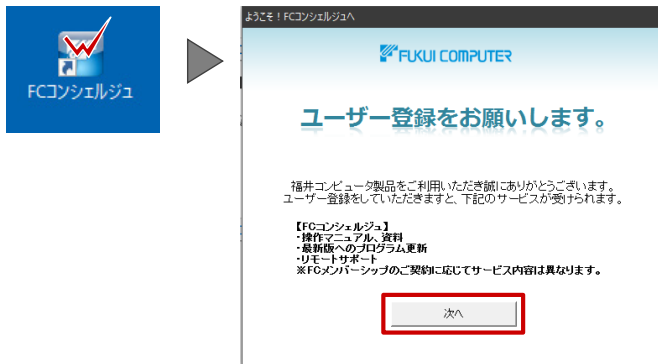 FCコンシェルジュ
ようこそ！FCコンシェルジュへ
FUKUI COMPUTER
ユーザー登録をお願いします。
福井コンピュータ製品をご利用いただき誠にありがとうございます。
ユーザー登録をしていただきますと、下記のサービスが受けられます。
【FCコンシェルジュ】
・操作マニュアル、資料
・最新版へのプログラム更新
・リモートサポート
※FCメンバーシップのご契約に応じてサービス内容は異なります。
次へ